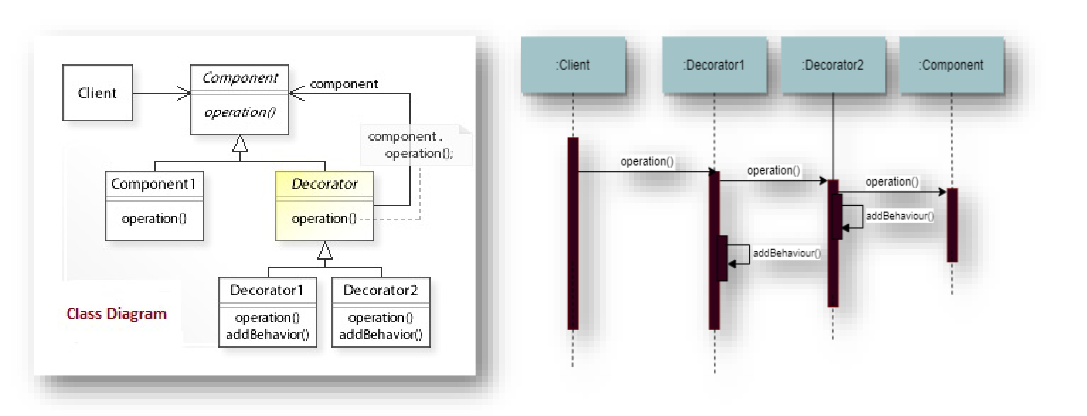 Client
Component
operation()
component
component.
operation();
Component1
operation()
Decorator
operation()
Decorator1
operation()
addBehavior()
Decorator2
operation()
addBehavior()
Class Diagram
:Client
:Decorator1
:Decorator2
:Component
operation()
operation()
operation()
addBehaviour()
addBehaviour()